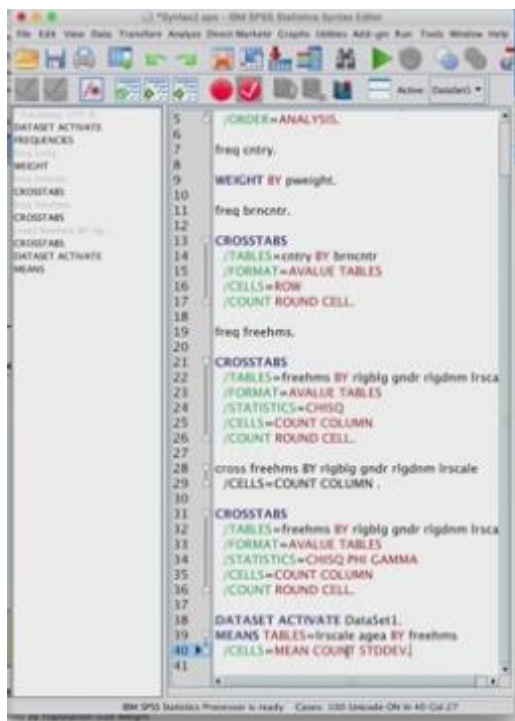 *Syntax2.sps - IBM SPSS Statistics Syntax Editor
File Edit View Data Transform Analyze Direct Marketing Graphs Utilities Add-ons Run Tools Window Help
Active DataSet1
DATASET ACTIVATE
FREQUENCIES
WEIGHT
CROSSTABS
CROSSTABS
CROSSTABS
DATASET ACTIVATE
MEANS
5 /ORDER=ANALYSIS.
6
7 freq cntry.
8
9 WEIGHT BY pweight.
10
11 freq brncntr.
12
13 CROSSTABS
14 /TABLES=cntry BY brncntr
15 /FORMAT=AVALUE TABLES
16 /CELLS=ROW
17 /COUNT ROUND CELL.
18
19 freq freehms.
20
21 CROSSTABS
22 /TABLES=freehms BY rlgblg gndr rlgdnm lrsca
23 /FORMAT=AVALUE TABLES
24 /STATISTICS=CHISQ
25 /CELLS=COUNT COLUMN
26 /COUNT ROUND CELL.
27
28 cross freehms BY rlgblg gndr rlgdnm lrscale
29 /CELLS=COUNT COLUMN .
30
31 CROSSTABS
32 /TABLES=freehms BY rlgblg gndr rlgdnm lrsca
33 /FORMAT=AVALUE TABLES
34 /STATISTICS=CHISQ PHI GAMMA
35 /CELLS=COUNT COLUMN
36 /COUNT ROUND CELL.
37
38 DATASET ACTIVATE DataSet1.
39 MEANS TABLES=lrscale agea BY freehms
40 /CELLS=MEAN COUNT STDDEV.
41
IBM SPSS Statistics Processor is ready Cases: 100 Unicode:ON In 40 Col 27